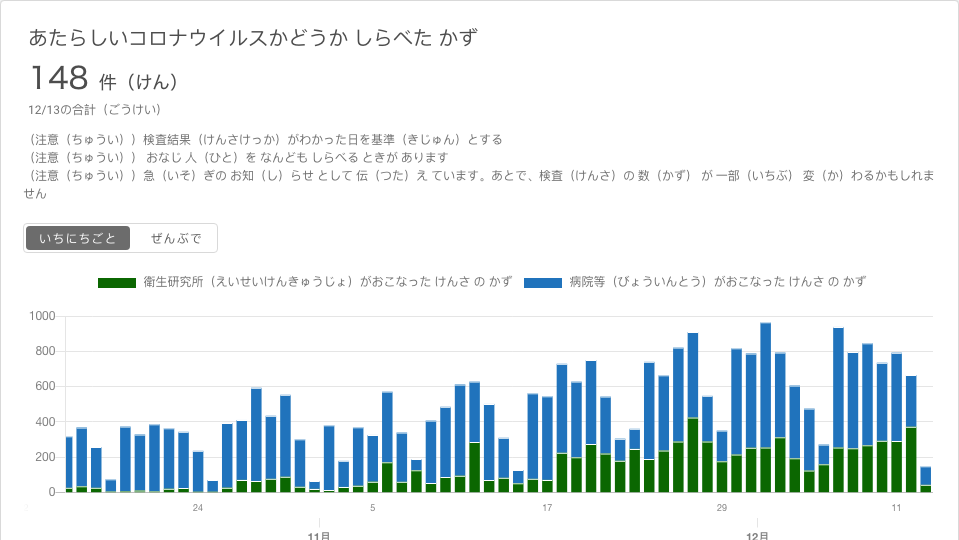 あたらしいコロナウイルスかどうか しらべた かず
148 件（けん）
12/13の合計（ごうけい）
（注意（ちゅうい））検査結果（けんさけっか）がわかった日を基準（きじゅん）とする
（注意（ちゅうい）） おなじ 人（ひと）を なんども しらべる ときが あります
（注意（ちゅうい））急（いそ）ぎの お知（し）らせ として 伝（つた）え ています。あとで、検査（けんさ）の 数（かず） が 一部（いちぶ） 変（か）わるかもしれま
せん
いちにちごと ぜんぶで
衛生研究所（えいせいけんきゅうじょ）がおこなった けんさ の かず 病院等（びょういんとう）がおこなった けんさ の かず
1000
800
600
400
200
0
24 5 17 29 11
11月 12月